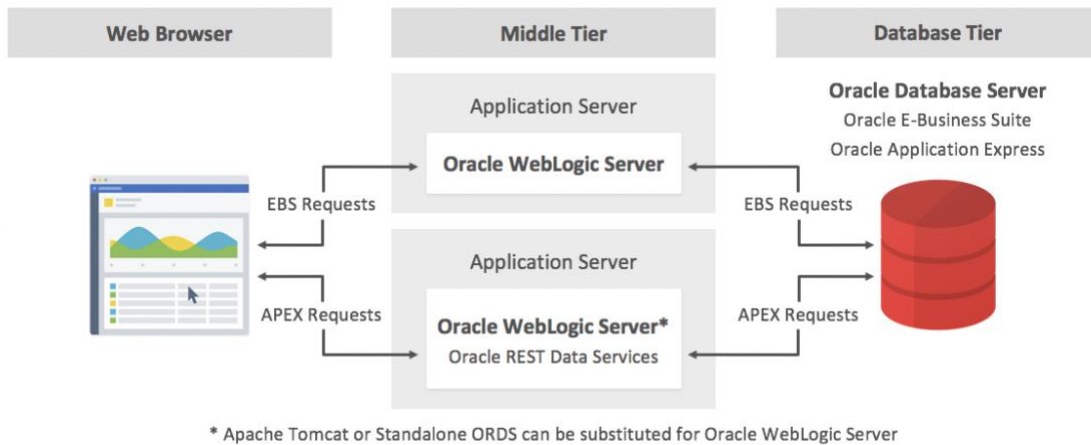 Web Browser
Middle Tier
Database Tier
Application Server
Oracle WebLogic Server
Oracle Database Server
Oracle E-Business Suite
Oracle Application Express
EBS Requests
EBS Requests
Application Server
APEX Requests
Oracle WebLogic Server*
Oracle REST Data Services
APEX Requests
* Apache Tomcat or Standalone ORDS can be substituted for Oracle WebLogic Server